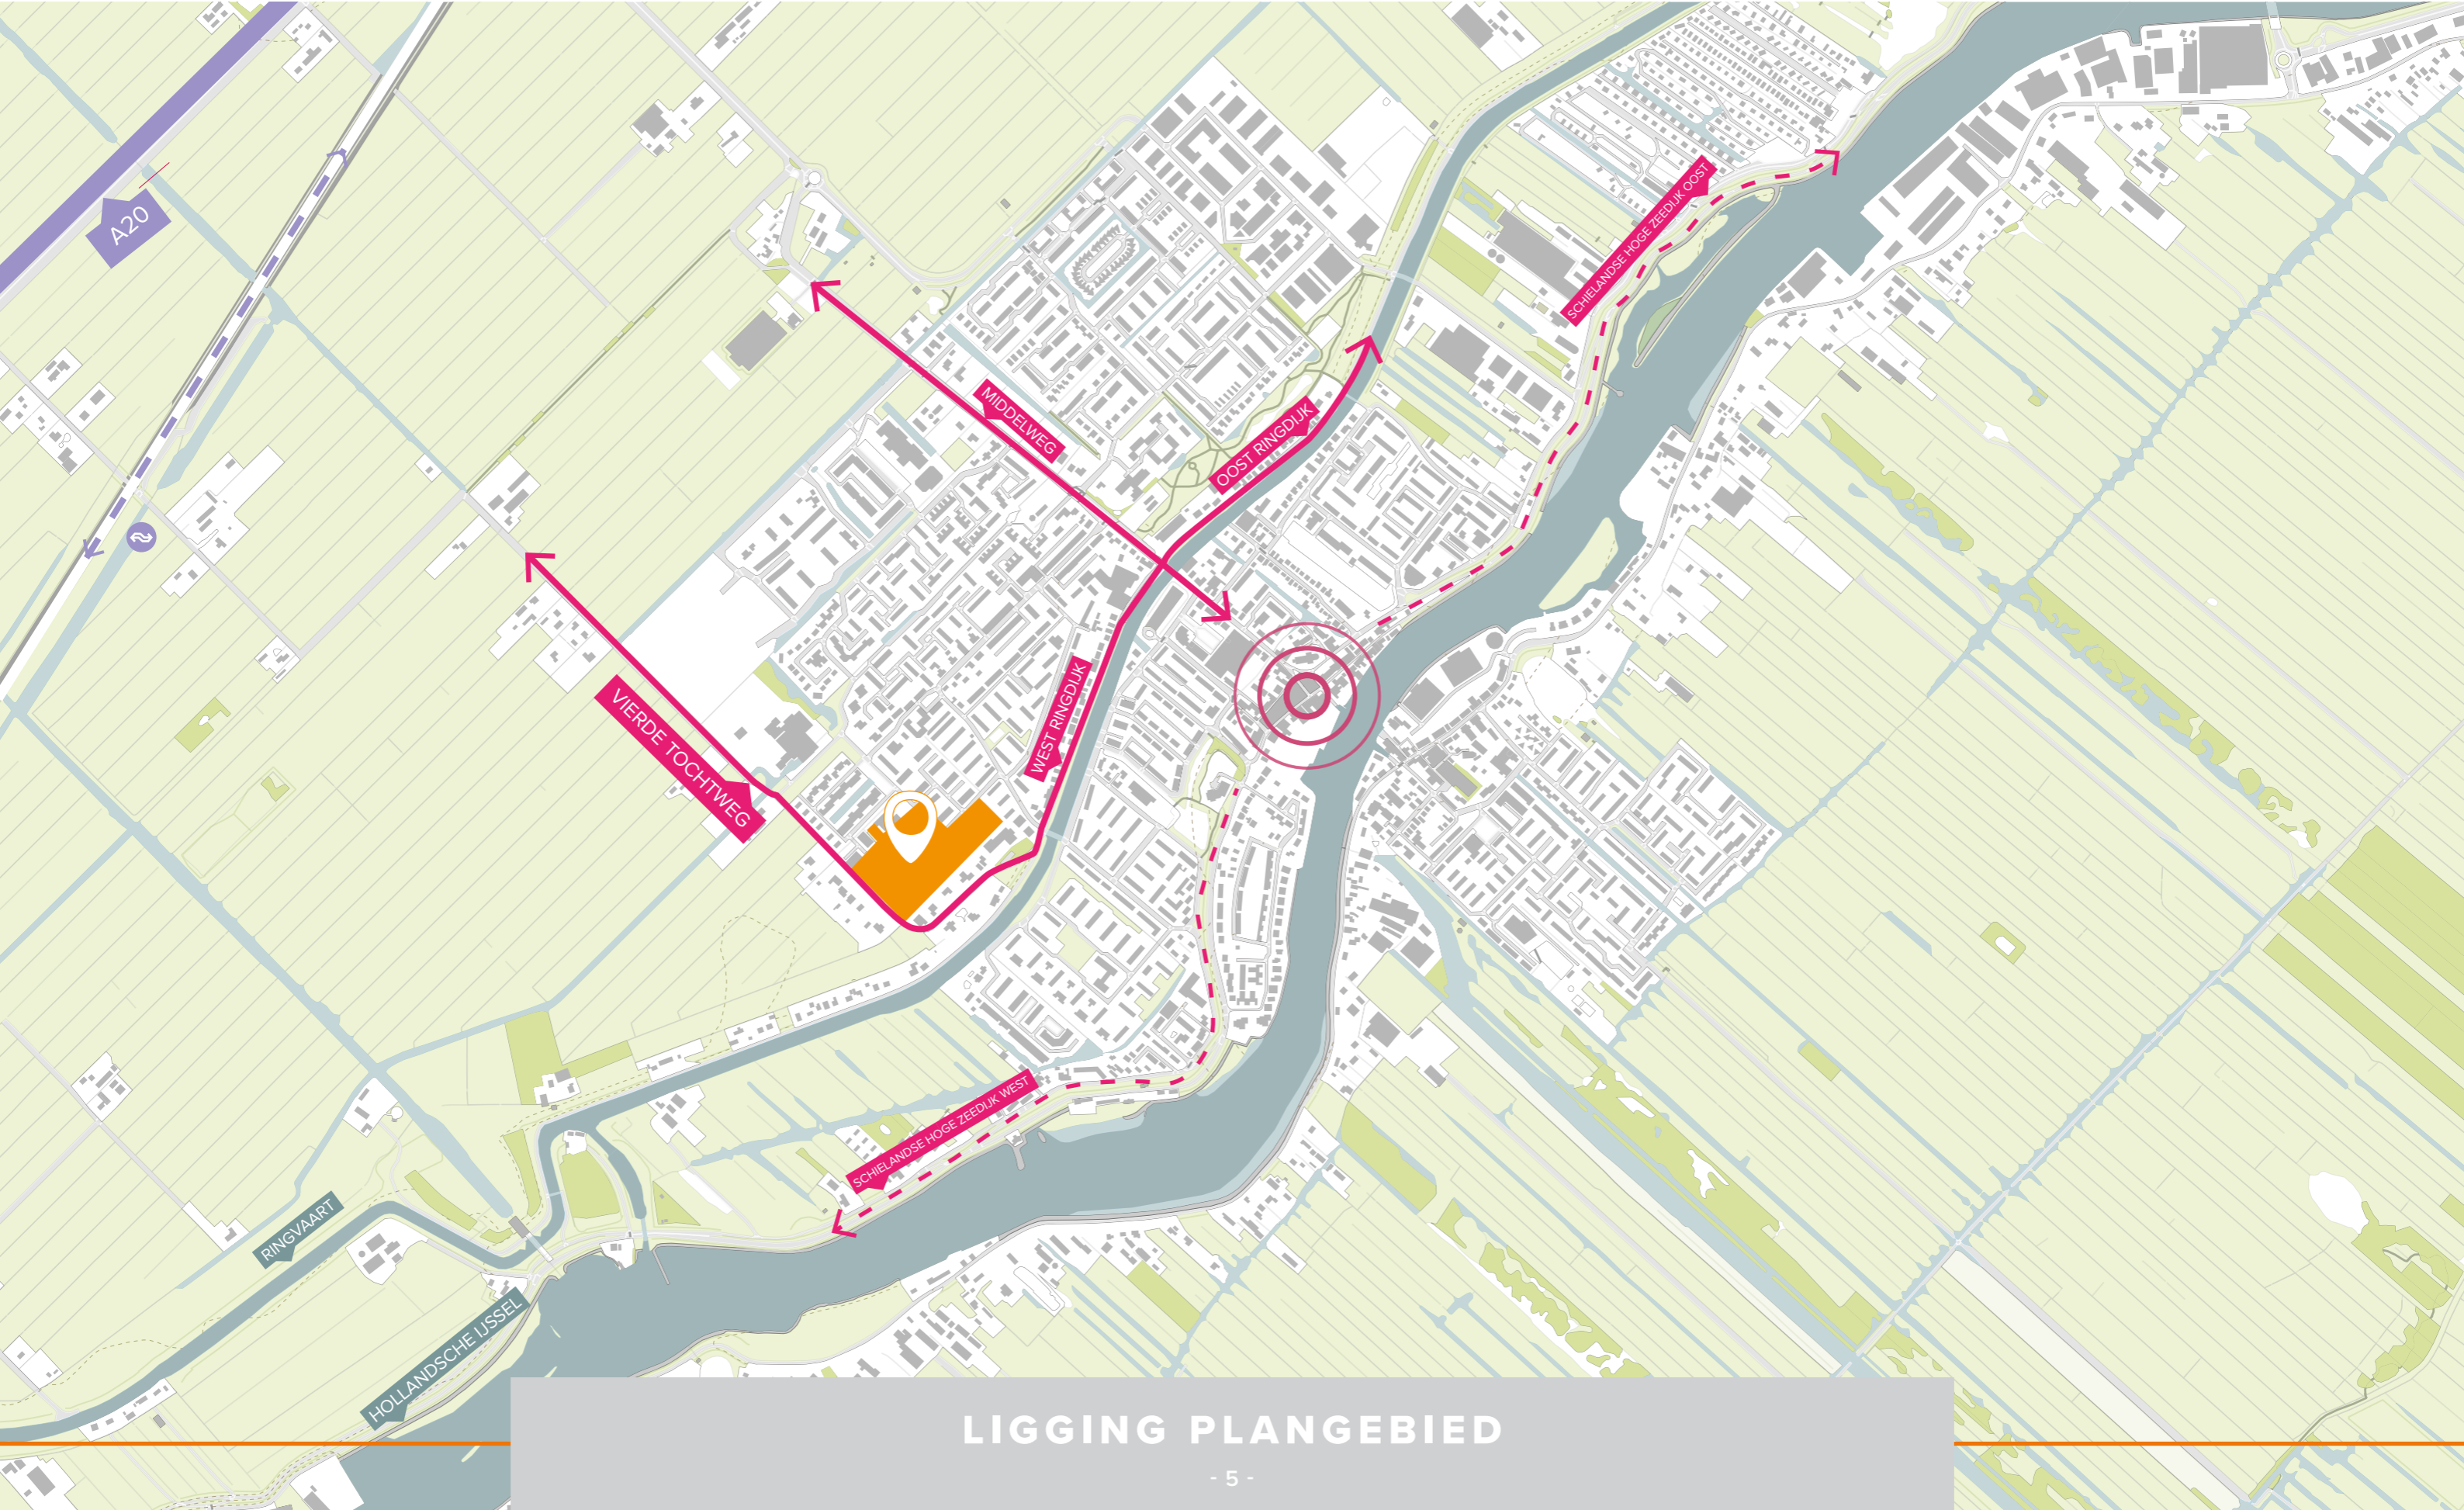 A20
SCHIELANDSE HOGE ZEEDIJK OOST
MIDDELWEG
OOST RINGDIJK
WEST RINGDIJK
VIERDE TOCHTWEG
SCHIELANDSE HOGE ZEEDIJK WEST
RINGVAART
HOLLANDSCHE IJSSEL
LIGGING PLANGEBIED
- 5 -